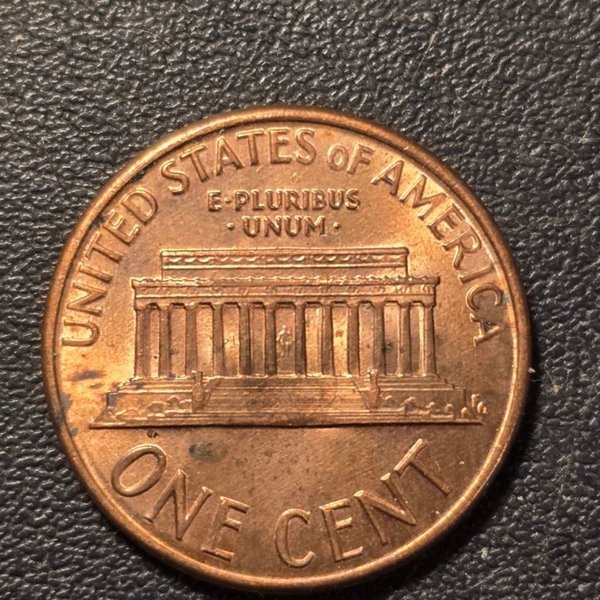 UNITED STATES OF AMERICA
E·PLURIBUS
·UNUM·
ONE CENT